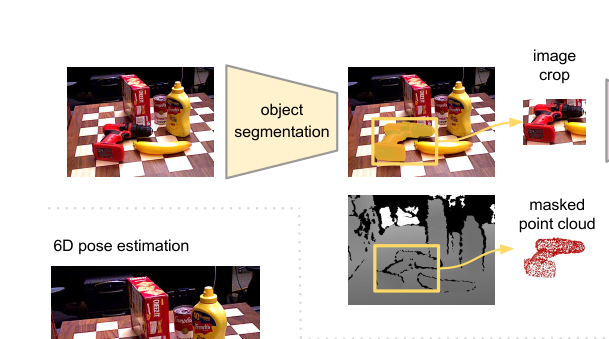 image
crop
object
segmentation
masked
point cloud
6D pose estimation